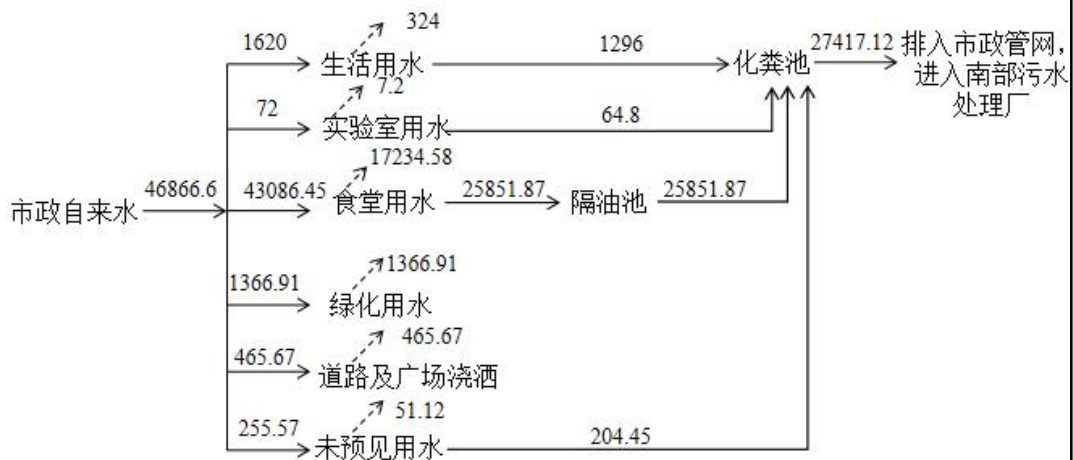 324
1620
生活用水
1296
化粪池
27417.12
排入市政管网,
进入南部污水
处理厂
7.2
72
实验室用水
64.8
17234.58
市政自来水
46866.6
43086.45
食堂用水
25851.87
隔油池
25851.87
1366.91
1366.91
绿化用水
465.67
465.67
道路及广场浇洒
51.12
255.57
未预见用水
204.45